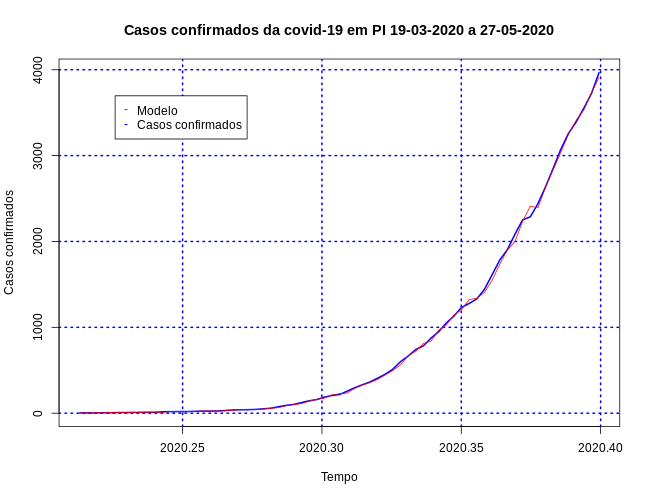 Casos confirmados da covid-19 em PI 19-03-2020 a 27-05-2020
4000
3000
2000
1000
0
Casos confirmados
Modelo
Casos confirmados
2020.25
2020.30
2020.35
2020.40
Tempo